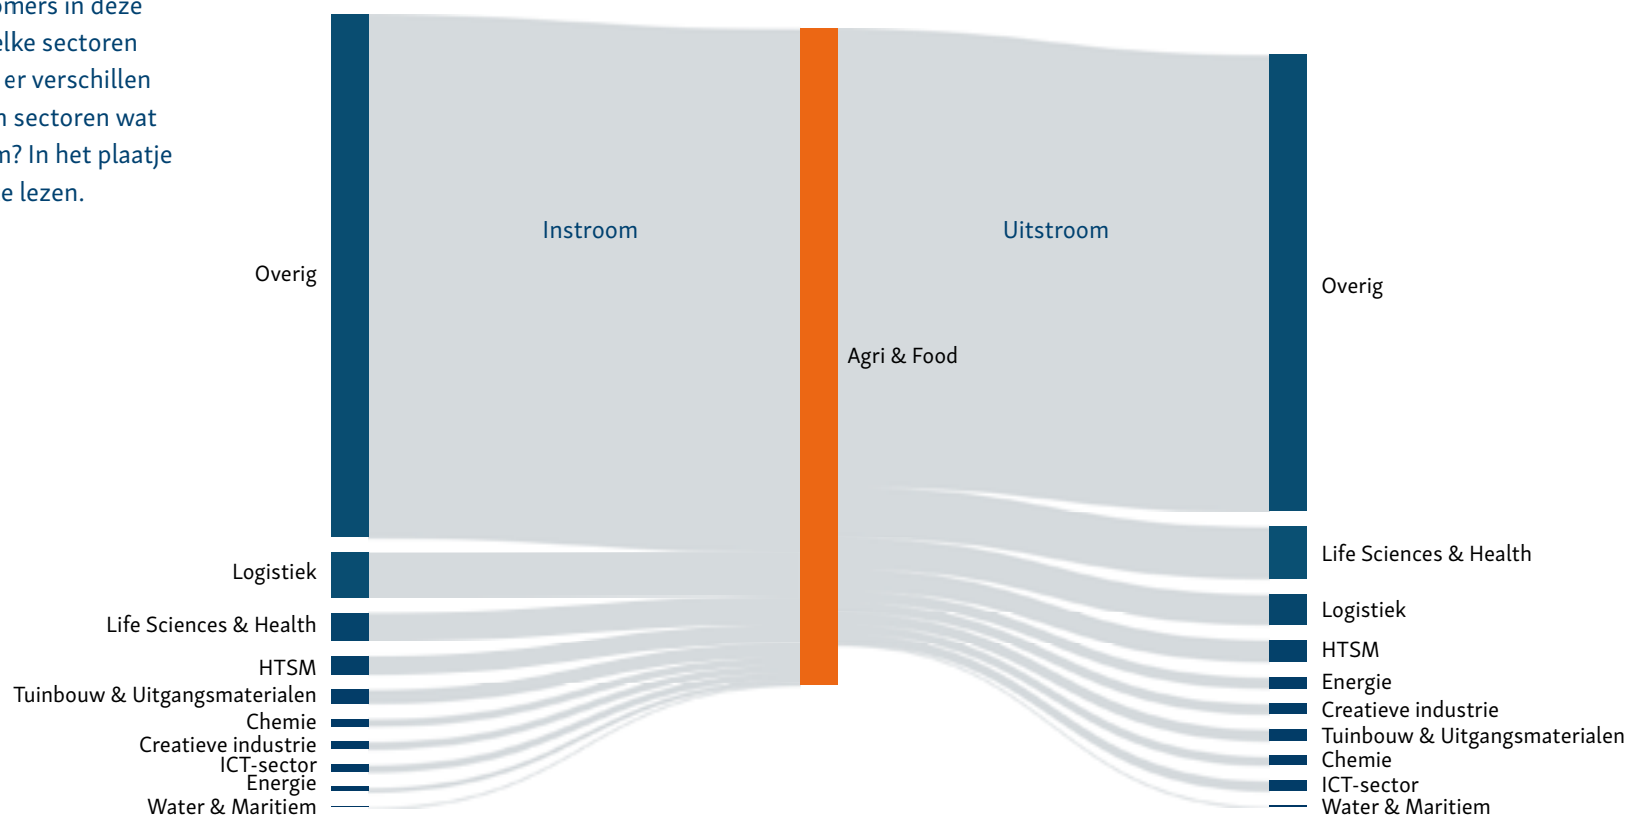 in deze
sectoren
er verschillen
sectoren wat
In het plaatje
lezen.
Instroom
Uitstroom
Overig
Logistiek
Life Sciences & Health
HTSM
Tuinbouw & Uitgangsmaterialen
Chemie
Creatieve industrie
ICT-sector
Energie
Water & Maritiem
Agri & Food
Overig
Life Sciences & Health
Logistiek
HTSM
Energie
Creatieve industrie
Tuinbouw & Uitgangsmaterialen
Chemie
ICT-sector
Water & Maritiem